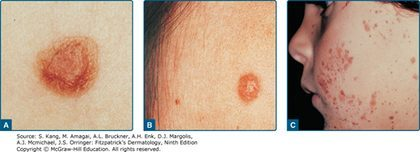 A
B
C
Source: S. Kang, M. Amagai, A.L. Bruckner, A.H. Enk, D.J. Margolis,
A.J. McMichael, J.S. Orringer: Fitzpatrick's Dermatology, Ninth Edition
Copyright © McGraw-Hill Education. All rights reserved.